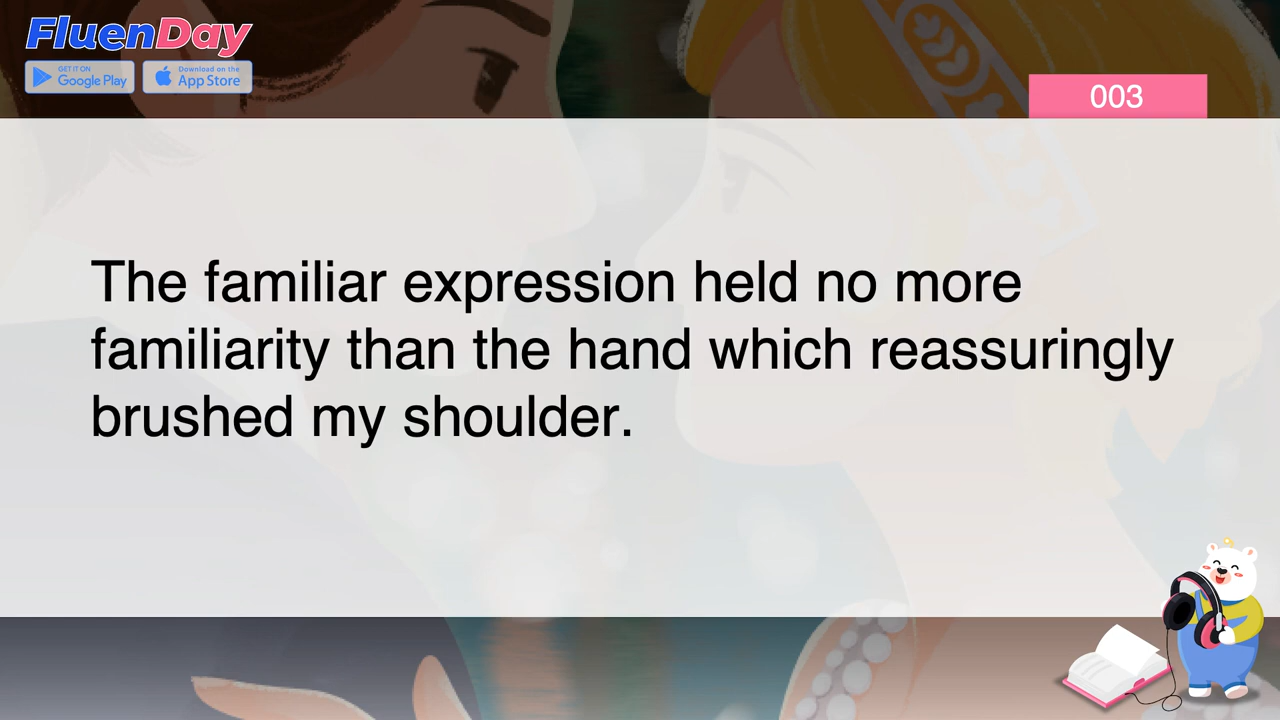 FluenDay
GET IT ON
Google Play
Download on the
App Store
003
The familiar expression held no more
familiarity than the hand which reassuringly
brushed my shoulder.